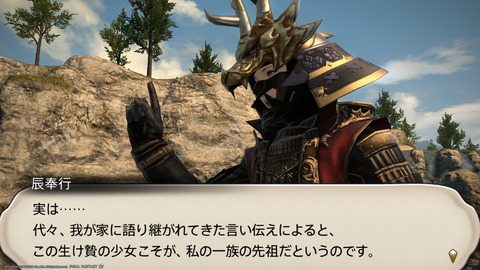 辰奉行
実は……
代々、我が家に語り継がれてきた言い伝えによると、
この生け贄の少女こそが、私の一族の先祖だというのです。